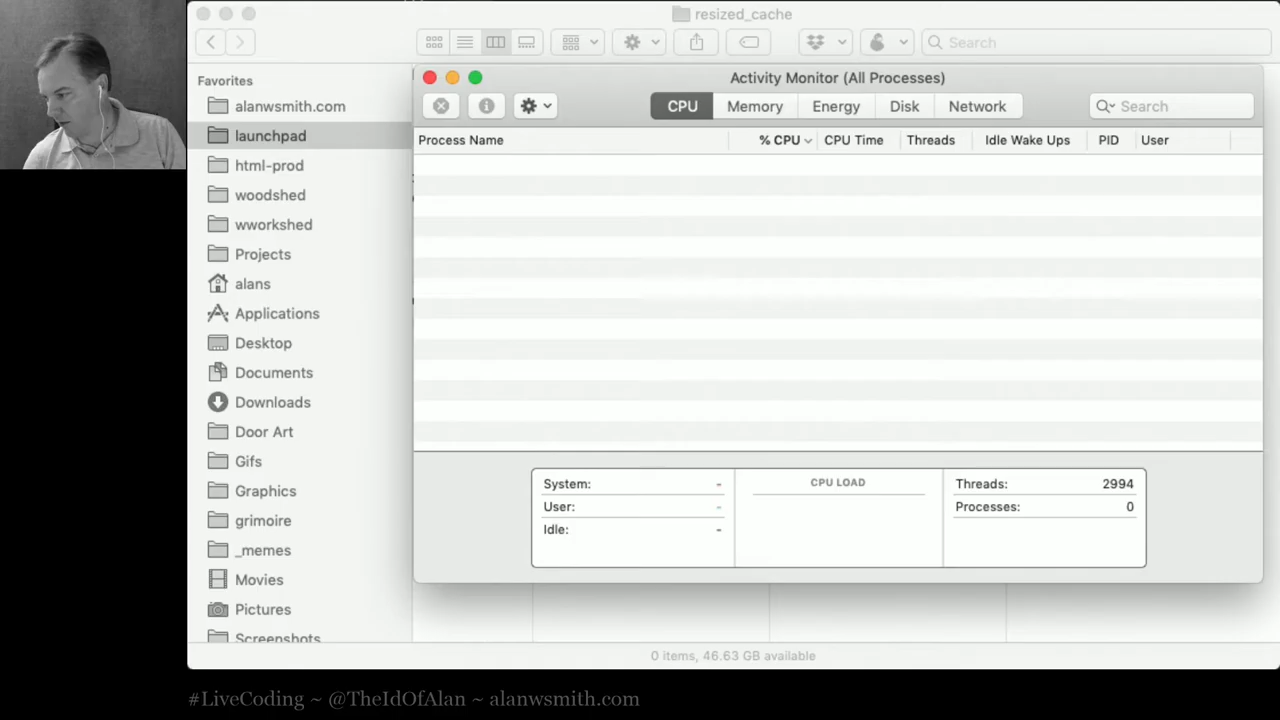 resized_cache
Search
Favorites
alanwsmith.com
launchpad
html-prod
woodshed
wworkshed
Projects
alans
Applications
Desktop
Documents
Downloads
Door Art
Gifs
Graphics
grimoire
_memes
Movies
Pictures
Screenshots
Activity Monitor (All Processes)
CPU Memory Energy Disk Network Search
Process Name % CPU CPU Time Threads Idle Wake Ups PID User
System: -
User: -
Idle: -
CPU LOAD
Threads: 2994
Processes: 0
0 items, 46.63 GB available
#LiveCoding ~ @TheIdOfAlan ~ alanwsmith.com